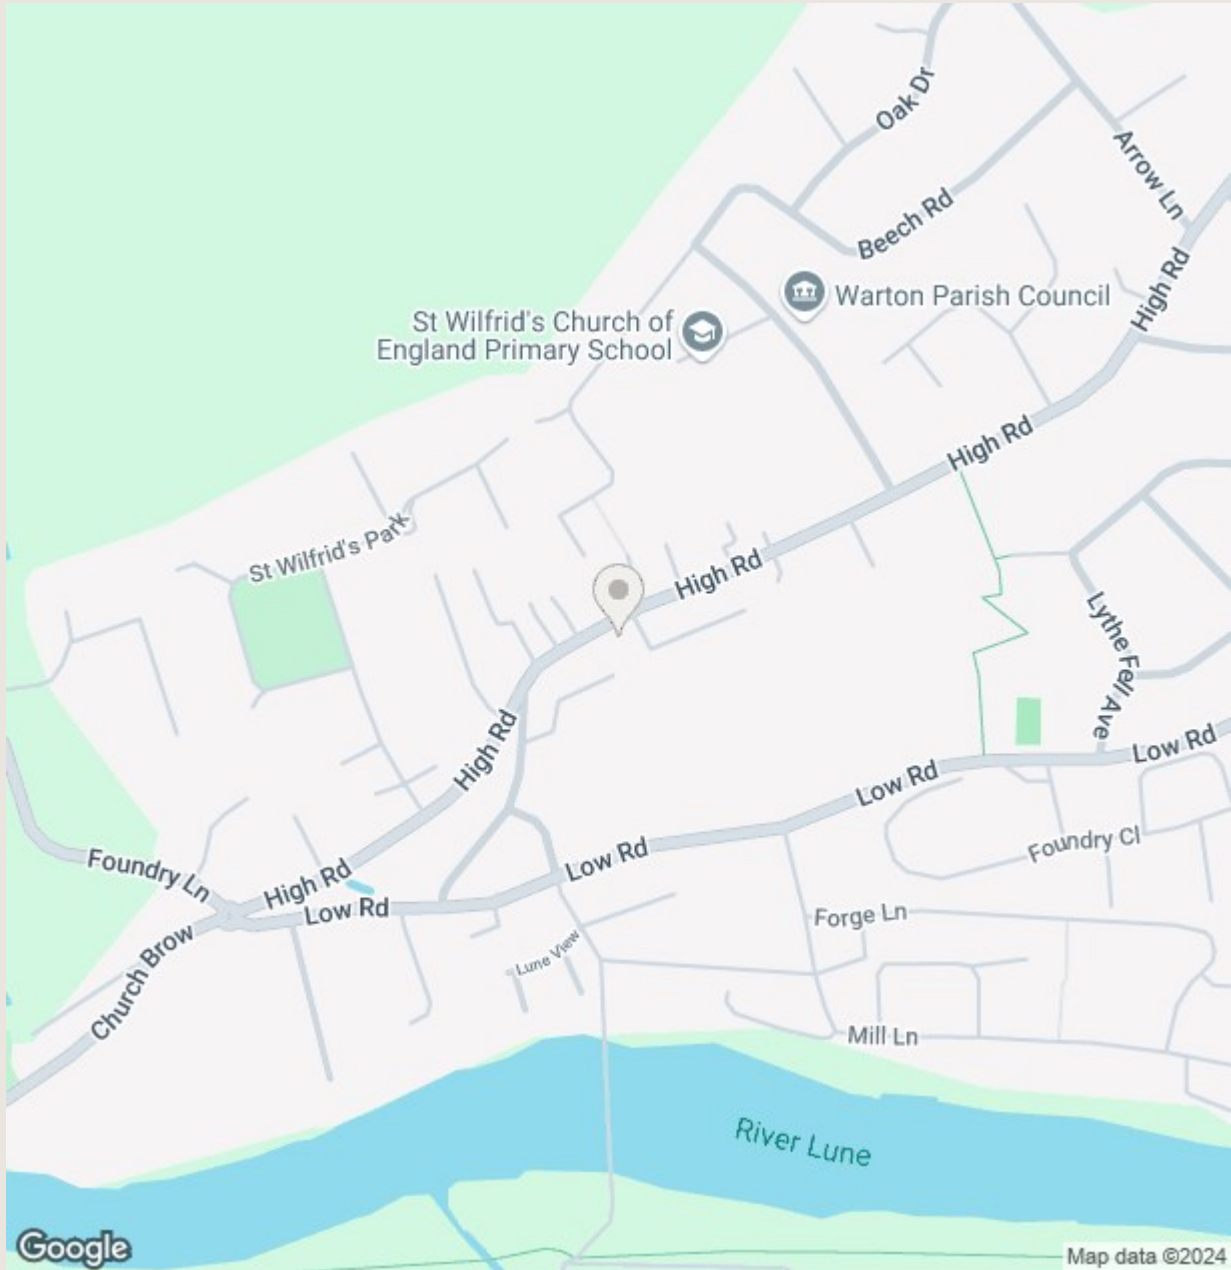 Oak Dr
Arrow Ln
Beech Rd
High Rd
Warton Parish Council
St Wilfrid's Church of
England Primary School
High Rd
St Wilfrid's Park
High Rd
Lythe Fell Ave
High Rd
Low Rd
Low Rd
Foundry Cl
Low Rd
Foundry Ln
High Rd
Low Rd
Forge Ln
Church Brow
Lune View
Mill Ln
River Lune
Google
Map data ©2024